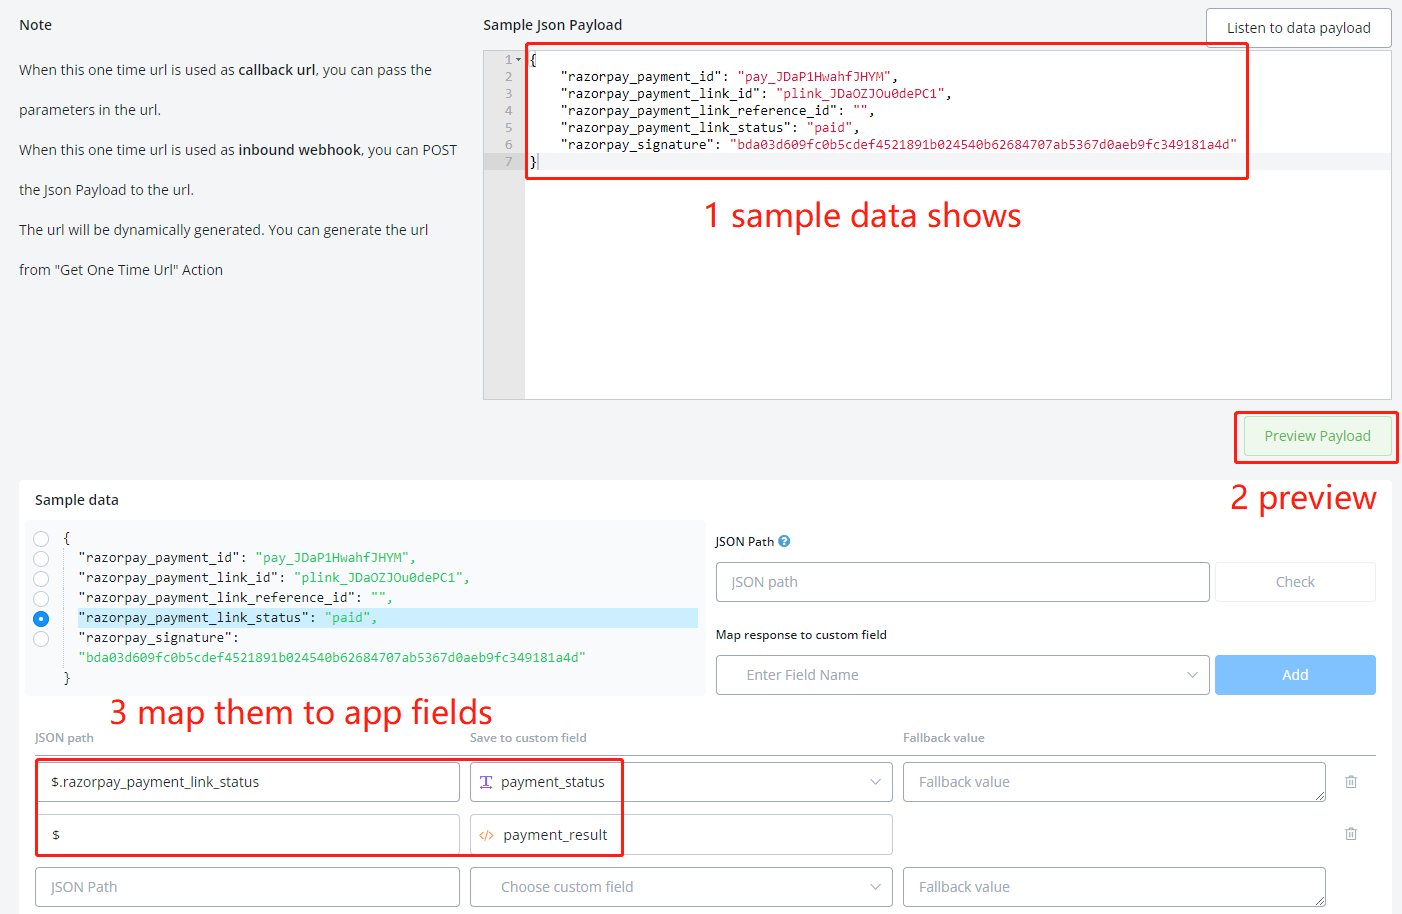 Note
Sample Json Payload
Listen to data payload
When this one time url is used as callback url, you can pass the
parameters in the url.
When this one time url is used as inbound webhook, you can POST
the Json Payload to the url.
The url will be dynamically generated. You can generate the url
from "Get One Time Url" Action
1 {
2 "razorpay_payment_id": "pay_JDaP1HwahfJHYM",
3 "razorpay_payment_link_id": "plink_JDaOZJOu0dePC1",
4 "razorpay_payment_link_reference_id": "",
5 "razorpay_payment_link_status": "paid",
6 "razorpay_signature": "bda03d609fc0b5cdef4521891b024540b62684707ab5367d0aeb9fc349181a4d"
7 }
1 sample data shows
Preview Payload
2 preview
Sample data
{
"razorpay_payment_id": "pay_JDaP1HwahfJHYM",
"razorpay_payment_link_id": "plink_JDaOZJOu0dePC1",
"razorpay_payment_link_reference_id": "",
"razorpay_payment_link_status": "paid",
"razorpay_signature":
"bda03d609fc0b5cdef4521891b024540b62684707ab5367d0aeb9fc349181a4d"
}
JSON Path ?
JSON path
Check
Map response to custom field
Enter Field Name
Add
3 map them to app fields
JSON path
Save to custom field
Fallback value
$.razorpay_payment_link_status
payment_status
Fallback value
$
</> payment_result
JSON Path
Choose custom field
Fallback value